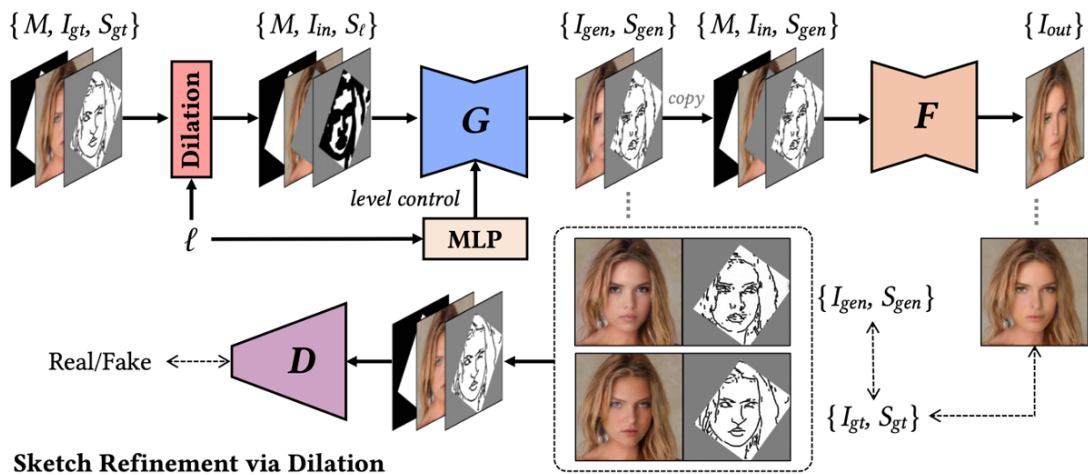 {M, I_gt, S_gt}
{M, I_in, S_ℓ}
{I_gen, S_gen}
{M, I_in, S_gen}
{I_out}
Dilation
G
copy
F
level control
ℓ
MLP
{I_gen, S_gen}
Real/Fake
D
{I_gt, S_gt}
Sketch Refinement via Dilation